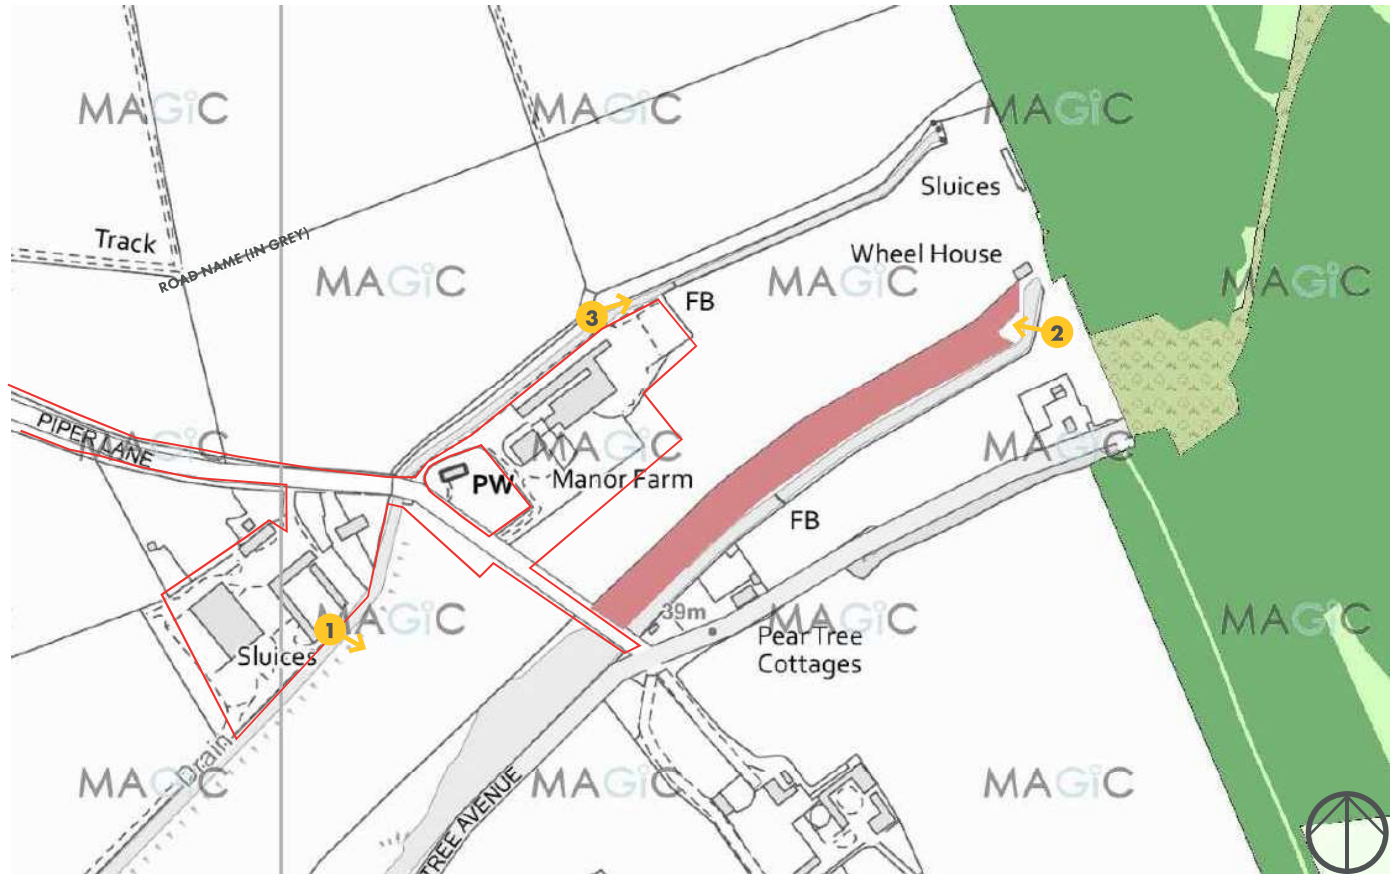 MAGiC MAGiC MAGiC
Sluices
Track
ROAD NAME (IN GREY)
Wheel House
MAGiC MAGiC MAGiC
FB
3
2
PIPER LANE
MAGiC MAGiC MAGiC
PW
Manor Farm
FB
39m
MAGiC MAGiC MAGiC
1
Pear Tree
Cottages
Sluices
Drain
MAGiC MAGiC MAGiC
TREE AVENUE